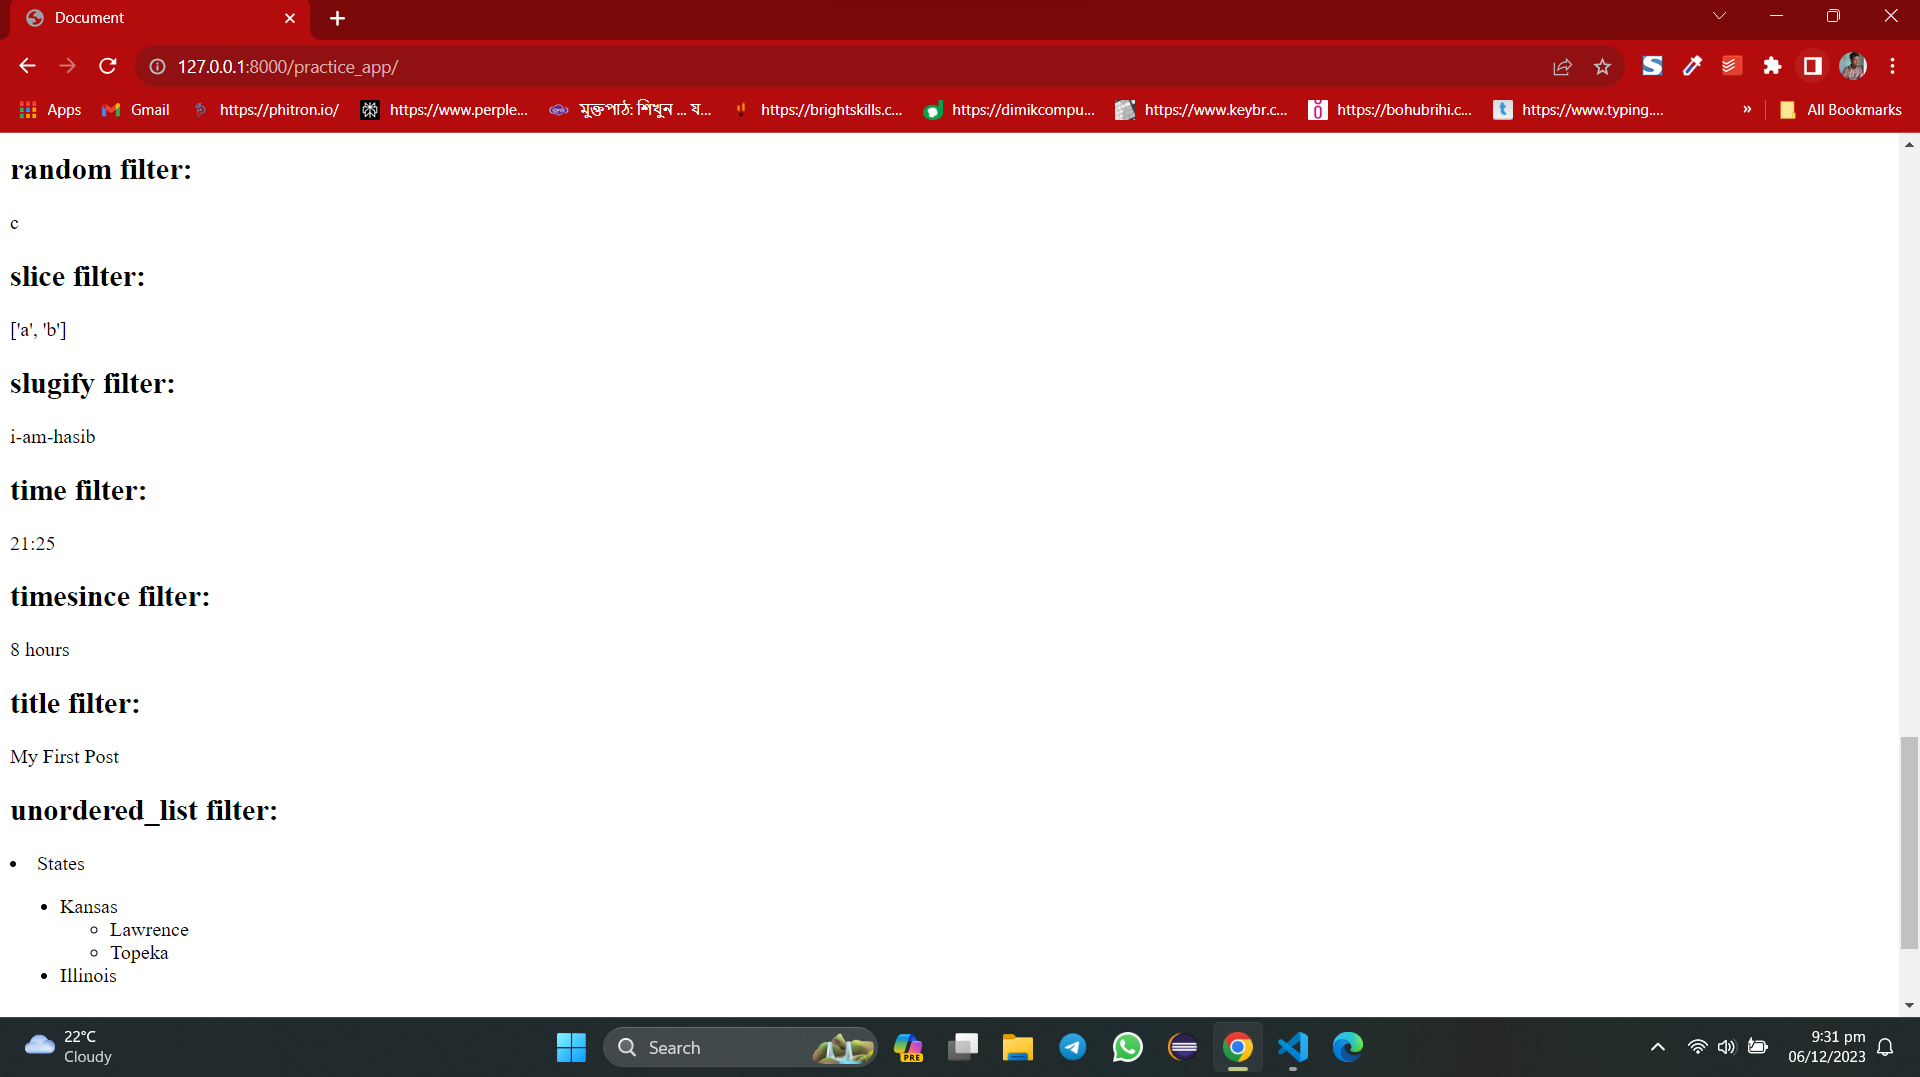 Document
127.0.0.1:8000/practice_app/
Apps Gmail https://phitron.io/ https://www.perple... মুক্তপাঠ: শিখুন ... য... https://brightskills.c... https://dimikcompu... https://www.keybr.c... https://bohubrihi.c... https://www.typing.... » All Bookmarks
random filter:
c
slice filter:
['a', 'b']
slugify filter:
i-am-hasib
time filter:
21:25
timesince filter:
8 hours
title filter:
My First Post
unordered_list filter:
States
Kansas
Lawrence
Topeka
Illinois
22°C
Cloudy
Search
PRE
9:31 pm
06/12/2023